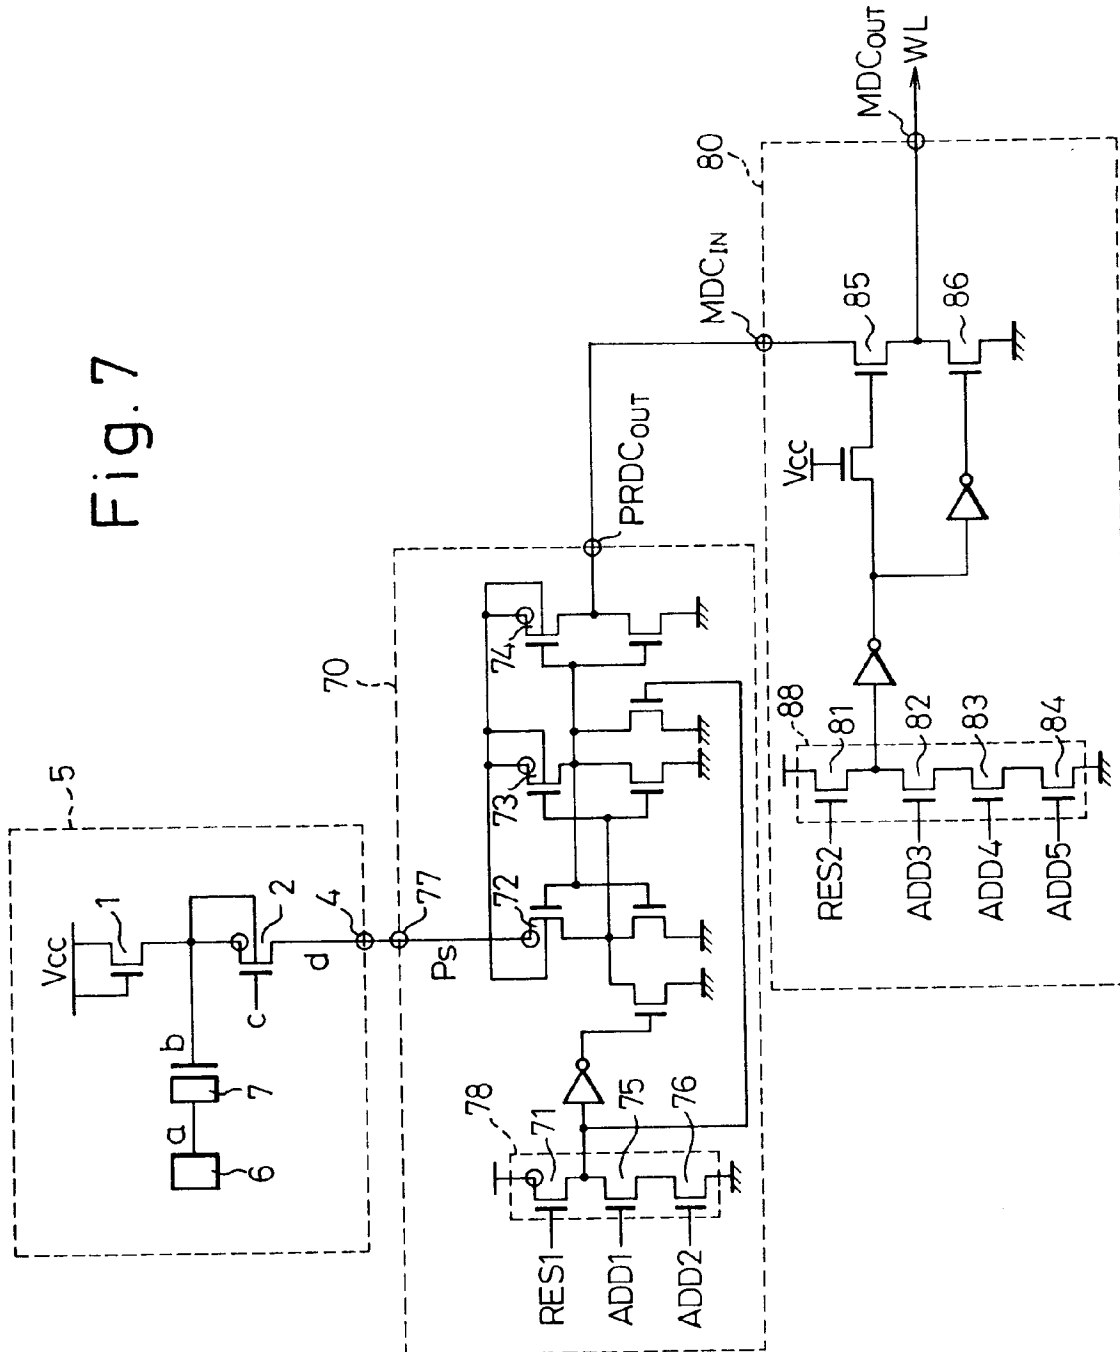 Fig. 7
5
Vcc
1
2
a
b
c
d
6
7
4
77
Ps
70
72
73
74
PRDCOUT
78
71
75
76
RES1
ADD1
ADD2
MDCIN
80
MDCOUT
WL
Vcc
85
86
88
81
82
83
84
RES2
ADD3
ADD4
ADD5